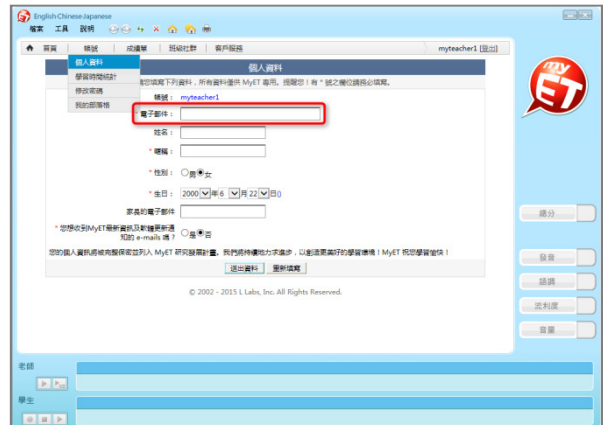 English Chinese Japanese
檔案 工具 說明
首頁 帳號 成績單 班級社群 客戶服務 myteacher1 [登出]
個人資料
學習時間統計
修改密碼
我的部落格
個人資料
請您填寫下列資料，所有資料僅供 MyET 專用。提醒您！有 * 號之欄位請務必填寫。
帳號： myteacher1
* 電子郵件：
姓名：
* 暱稱：
* 性別： 男 女
* 生日： 2000 年 6 月 22 日()
家長的電子郵件
* 您想收到MyET最新資訊及軟體更新通
知的 e-mails 嗎？ 是 否
您的個人資訊將被完整保密並列入 MyET 研究發展計畫。我們將持續地力求進步，以創造更美好的學習環境！MyET 祝您學習愉快！
送出資料 重新填寫
© 2002 - 2015 L Labs, Inc. All Rights Reserved.
my
ET
總分
發音
語調
流利度
音量
老師
學生